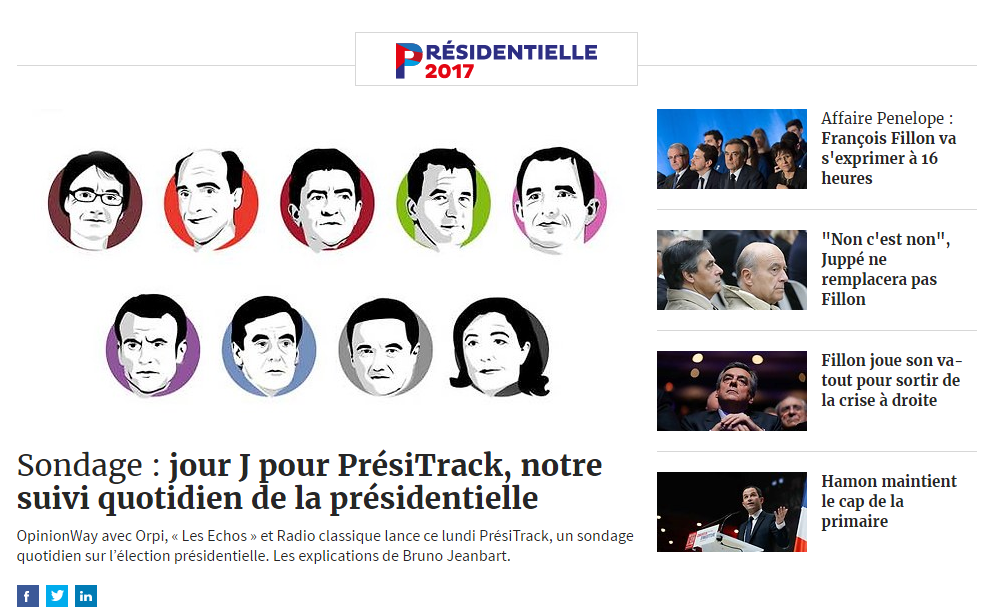 PRÉSIDENTIELLE
2017
Sondage : jour J pour PrésiTrack, notre
suivi quotidien de la présidentielle
OpinionWay avec Orpi, « Les Echos » et Radio classique lance ce lundi PrésiTrack, un sondage
quotidien sur l’élection présidentielle. Les explications de Bruno Jeanbart.
Affaire Penelope :
François Fillon va
s'exprimer à 16
heures
"Non c'est non",
Juppé ne
remplacera pas
Fillon
Fillon joue son va-
tout pour sortir de
la crise à droite
Hamon maintient
le cap de la
primaire